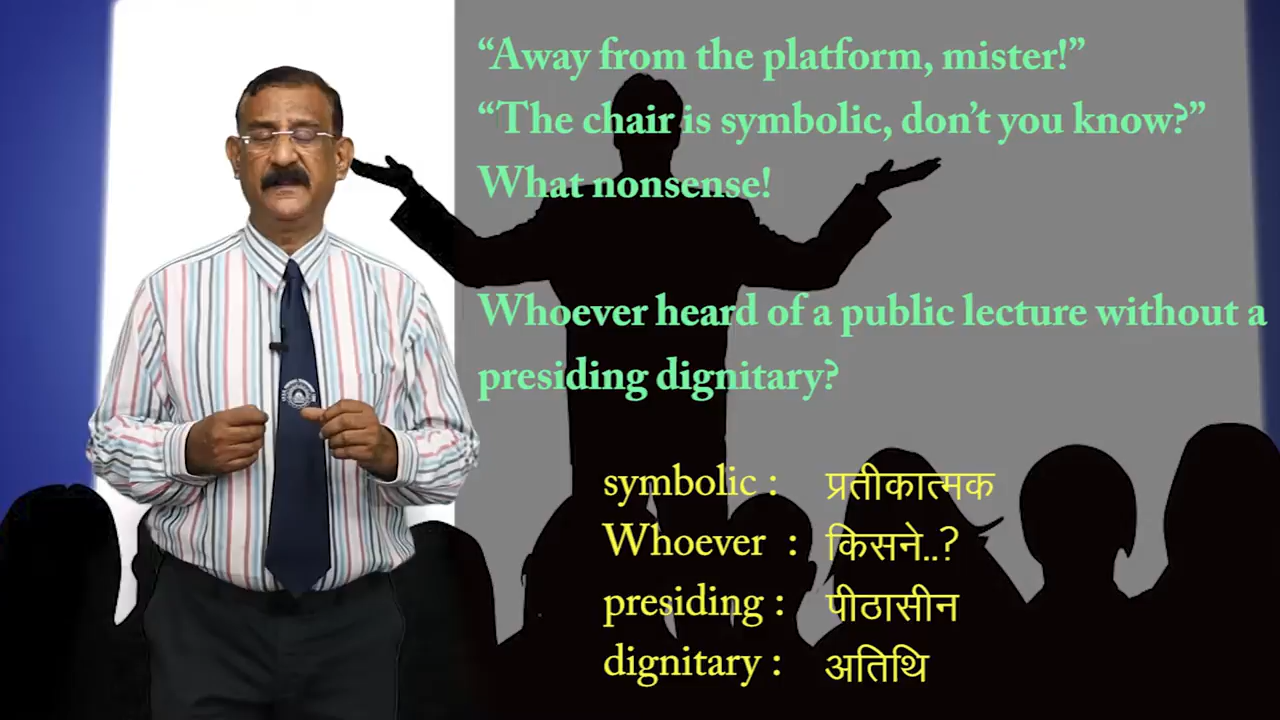 “Away from the platform, mister!”
“The chair is symbolic, don’t you know?”
What nonsense!
Whoever heard of a public lecture without a
presiding dignitary?
symbolic : प्रतीकात्मक
Whoever : किसने..?
presiding : पीठासीन
dignitary : अतिथि